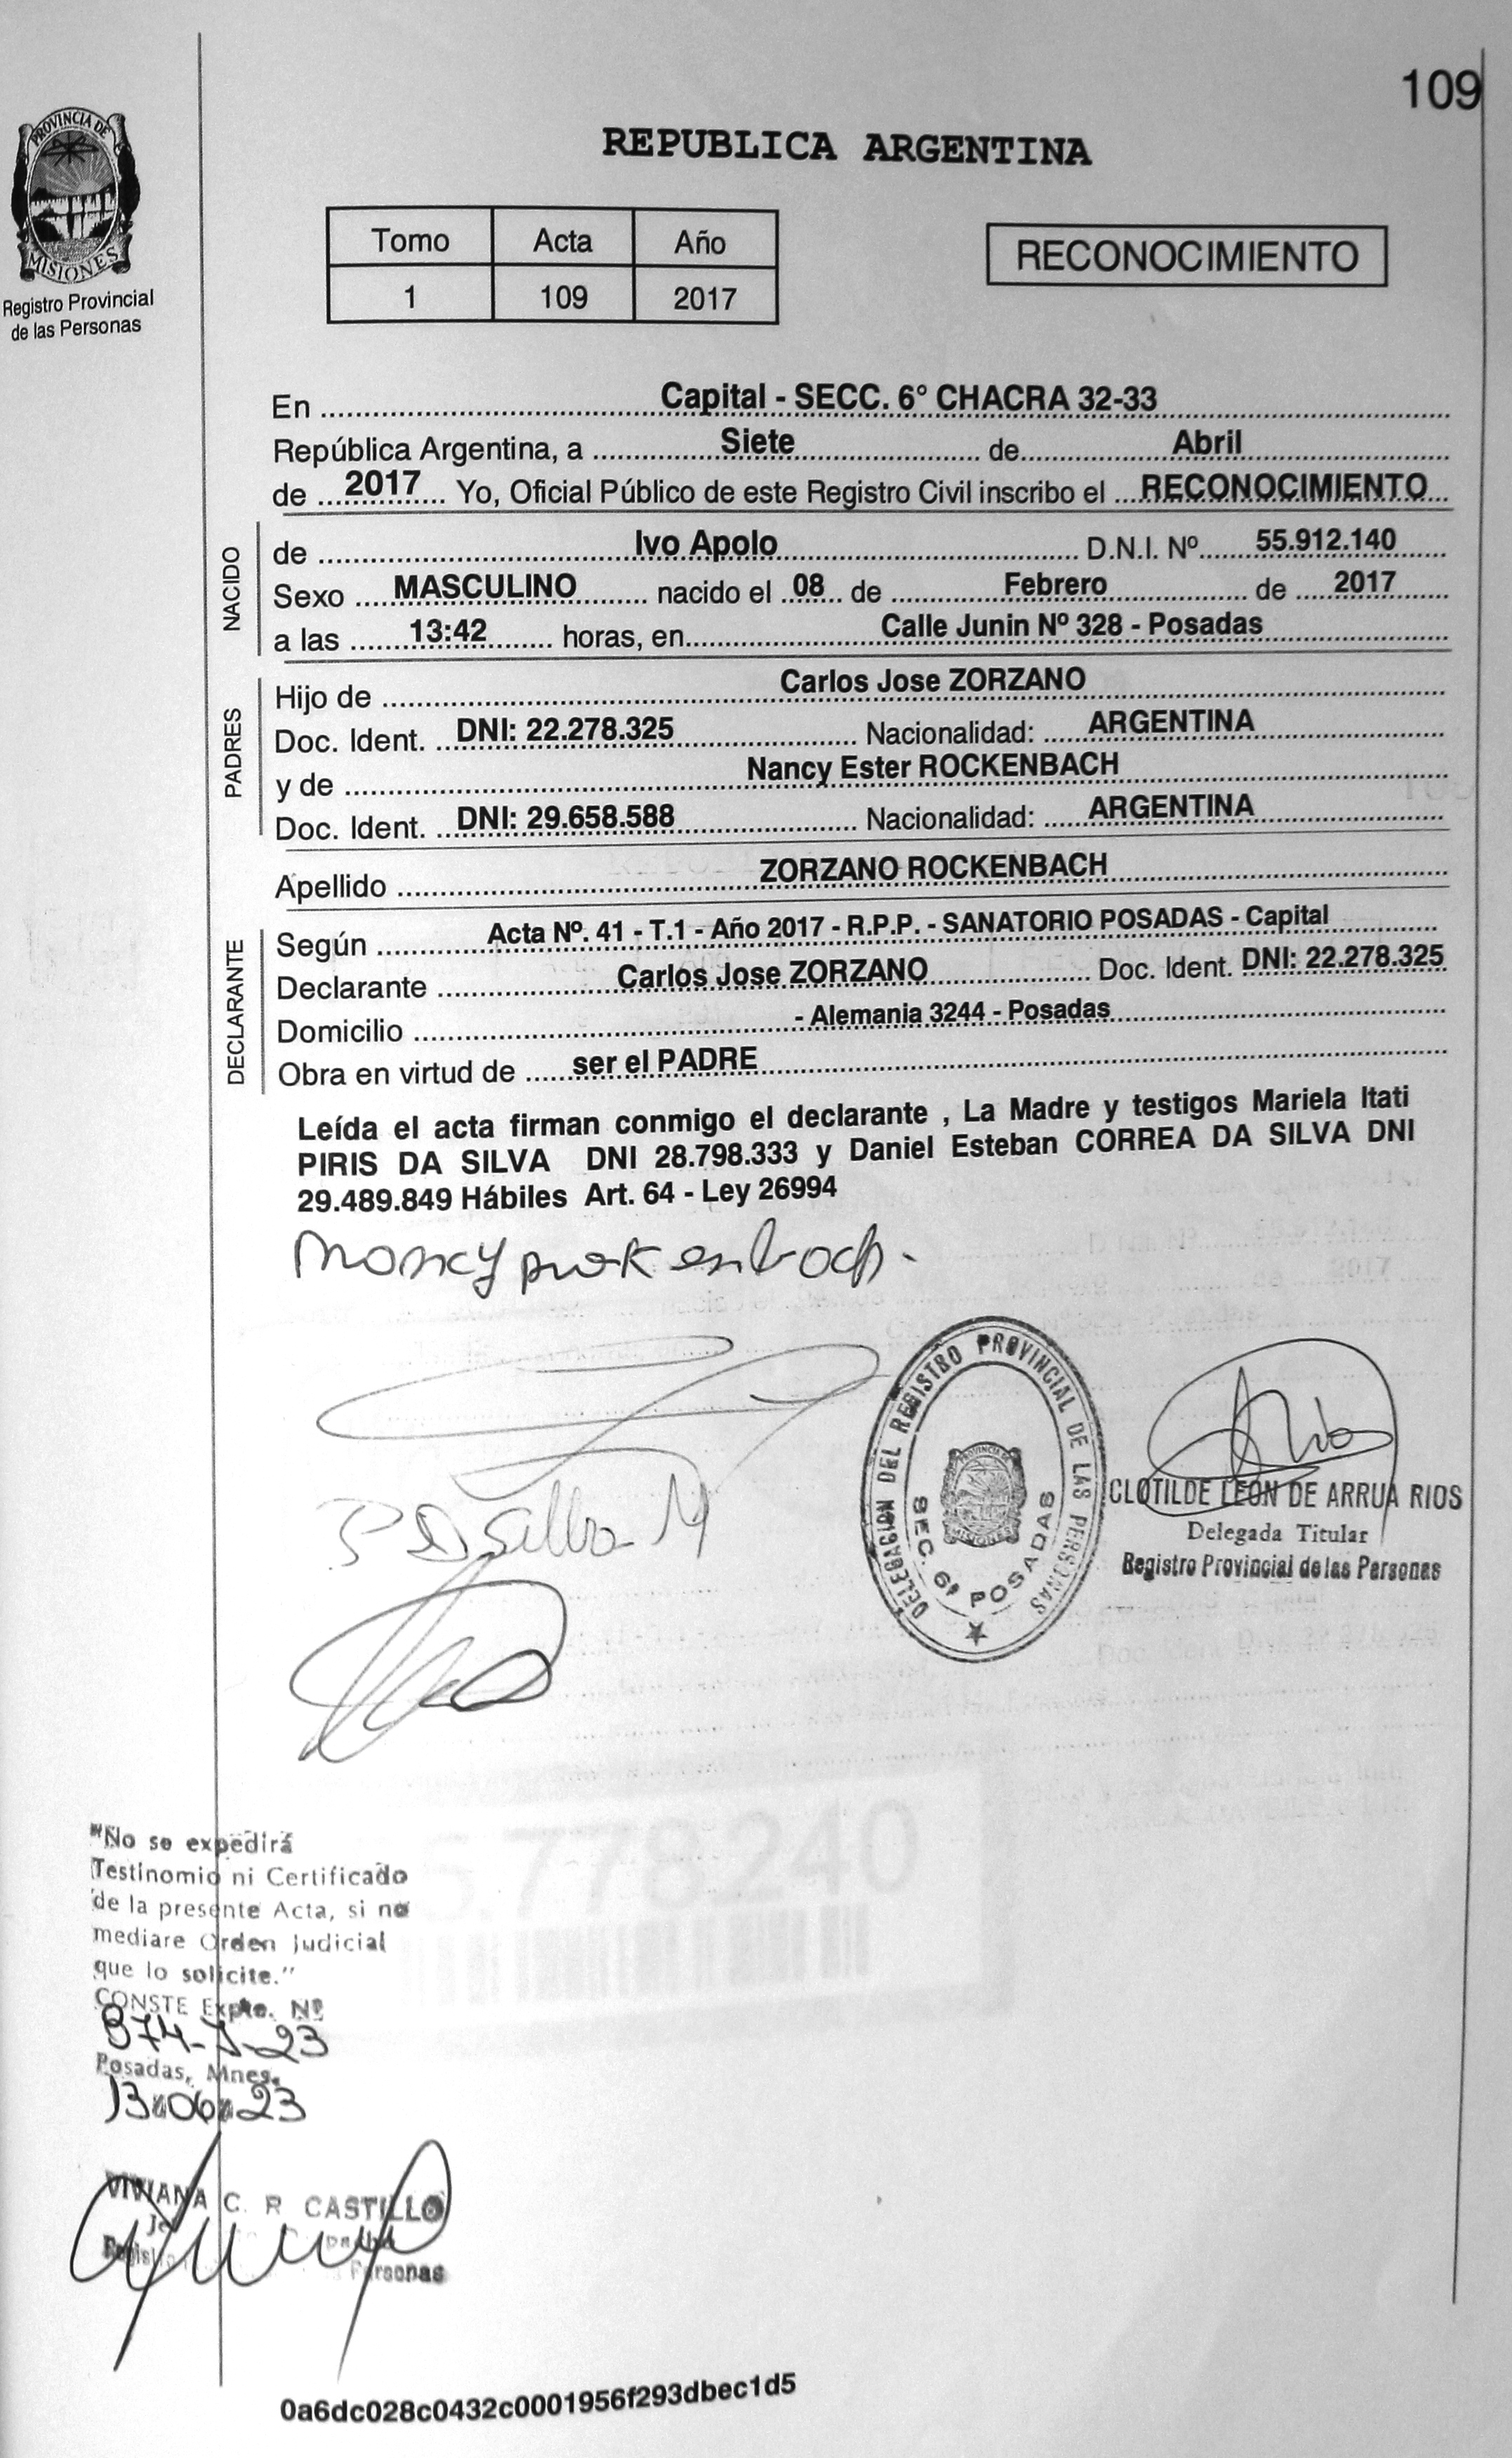 109
PROVINCIA DE
MISIONES
Registro Provincial
de las Personas
REPUBLICA ARGENTINA
Tomo Acta Año
1 109 2017
RECONOCIMIENTO
En Capital - SECC. 6° CHACRA 32-33
República Argentina, a Siete de Abril
de 2017 Yo, Oficial Público de este Registro Civil inscribo el RECONOCIMIENTO
NACIDO
de Ivo Apolo D.N.I. Nº 55.912.140
Sexo MASCULINO nacido el 08 de Febrero de 2017
a las 13:42 horas, en Calle Junin Nº 328 - Posadas
PADRES
Hijo de Carlos Jose ZORZANO
Doc. Ident. DNI: 22.278.325 Nacionalidad: ARGENTINA
y de Nancy Ester ROCKENBACH
Doc. Ident. DNI: 29.658.588 Nacionalidad: ARGENTINA
Apellido ZORZANO ROCKENBACH
DECLARANTE
Según Acta Nº. 41 - T.1 - Año 2017 - R.P.P. - SANATORIO POSADAS - Capital
Declarante Carlos Jose ZORZANO Doc. Ident. DNI: 22.278.325
Domicilio - Alemania 3244 - Posadas
Obra en virtud de ser el PADRE
Leída el acta firman conmigo el declarante , La Madre y testigos Mariela Itati
PIRIS DA SILVA DNI 28.798.333 y Daniel Esteban CORREA DA SILVA DNI
29.489.849 Hábiles Art. 64 - Ley 26994
DELEGACION DEL REGISTRO PROVINCIAL DE LAS PERSONAS
PROVINCIA DE
MISIONES
SEC. 6ª POSADAS
CLOTILDE LEON DE ARRUA RIOS
Delegada Titular
Registro Provincial de las Personas
5.778.240
"No se expedirá
Testinomio ni Certificado
de la presente Acta, si no
mediare Orden Judicial
que lo solicite."
CONSTE Expte. Nº
Posadas, Mnes.
13 06 23
VIVIANA C. R CASTILLO
Personas
0a6dc028c0432c0001956f293dbec1d5